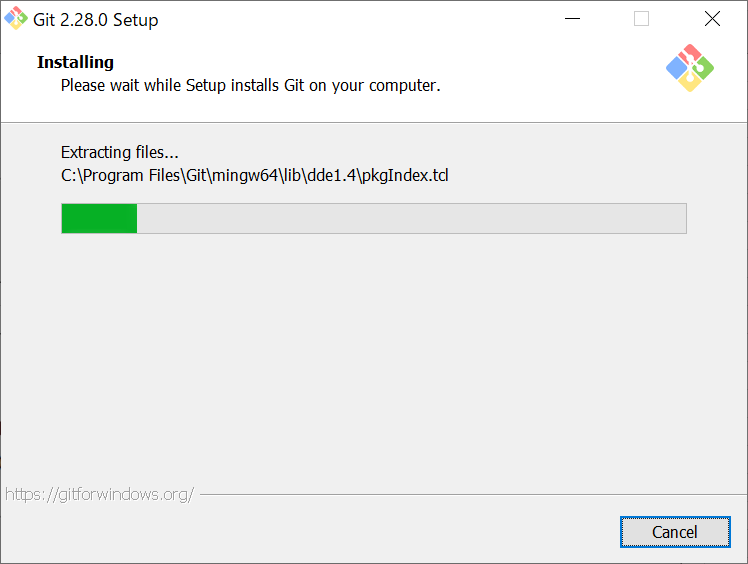 Git 2.28.0 Setup
Installing
Please wait while Setup installs Git on your computer.
Extracting files...
C:\Program Files\Git\mingw64\lib\dde1.4\pkgIndex.tcl
https://gitforwindows.org/
Cancel